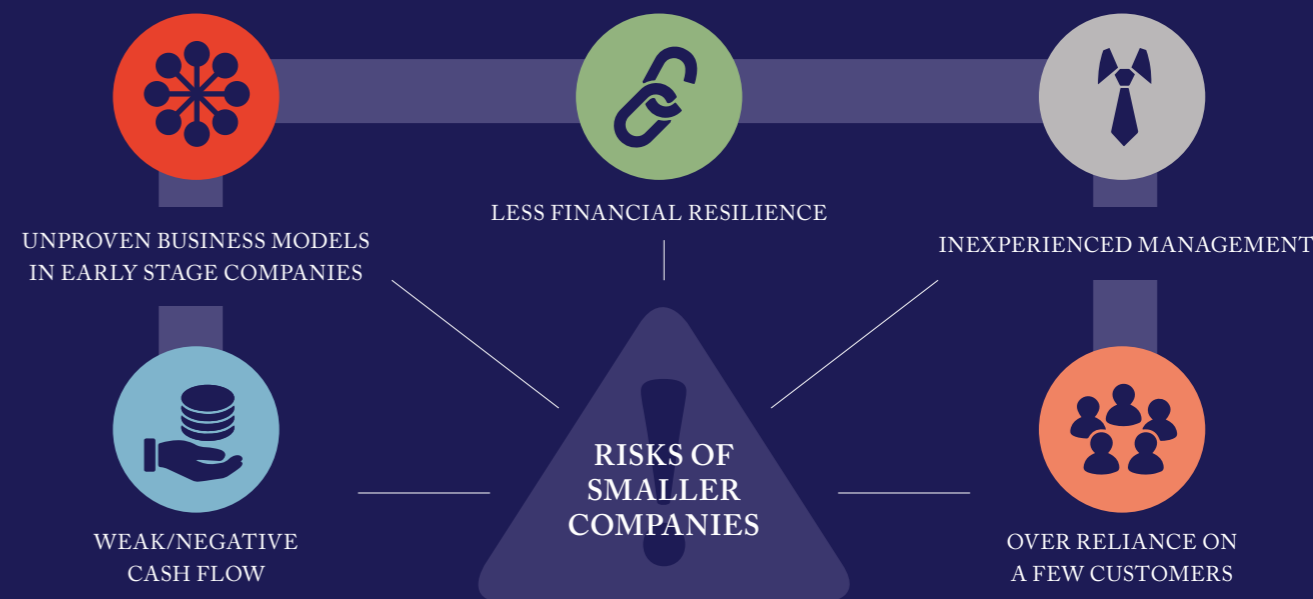 LESS FINANCIAL RESILIENCE
UNPROVEN BUSINESS MODELS
IN EARLY STAGE COMPANIES
INEXPERIENCED MANAGEMENT
RISKS OF
SMALLER
COMPANIES
WEAK/NEGATIVE
CASH FLOW
OVER RELIANCE ON
A FEW CUSTOMERS